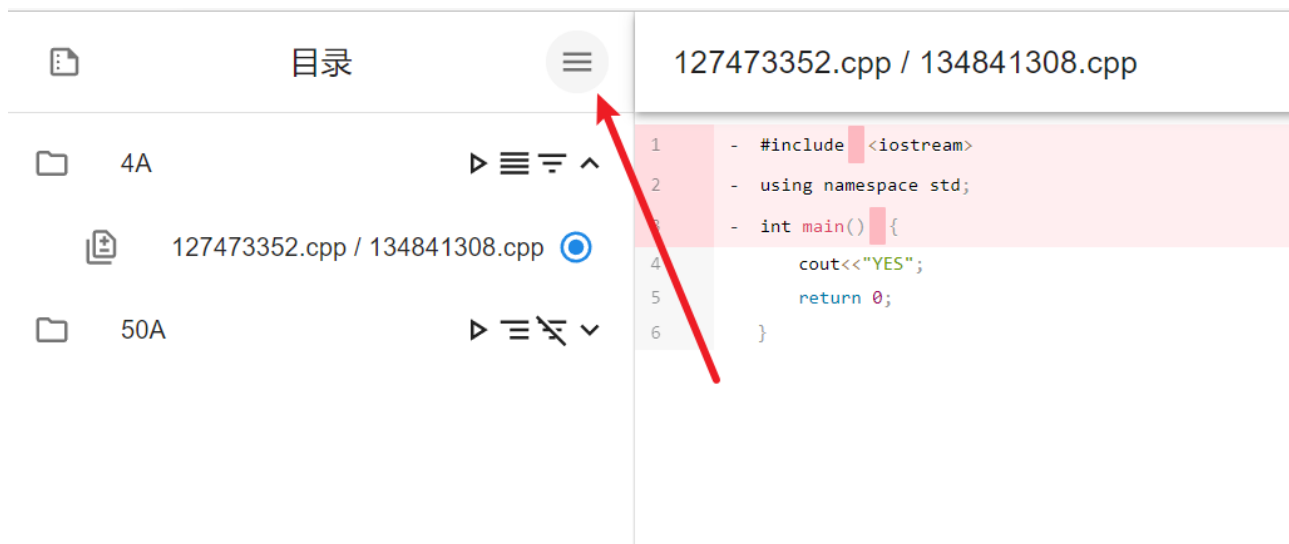 目录
127473352.cpp / 134841308.cpp
4A
127473352.cpp / 134841308.cpp
50A
1 - #include <iostream>
2 - using namespace std;
3 - int main() {
4 cout<<"YES";
5 return 0;
6 }